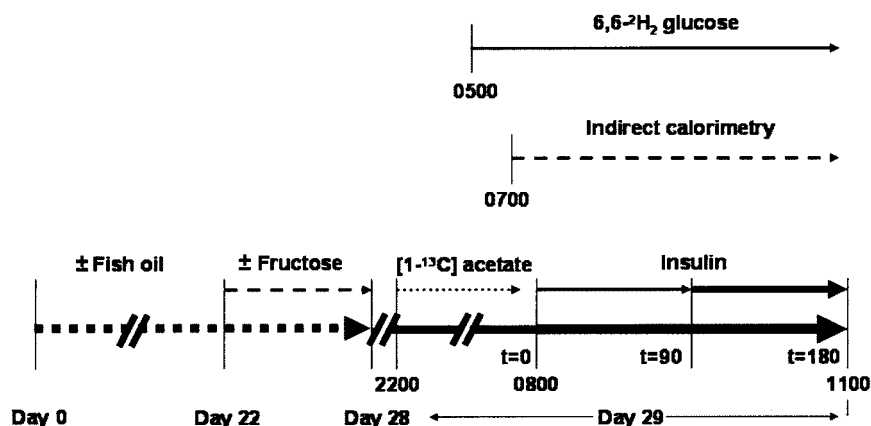 6,6-²H₂ glucose
0500
Indirect calorimetry
0700
± Fish oil
± Fructose
[1-¹³C] acetate
Insulin
t=0
t=90
t=180
2200
0800
1100
Day 0
Day 22
Day 28
Day 29